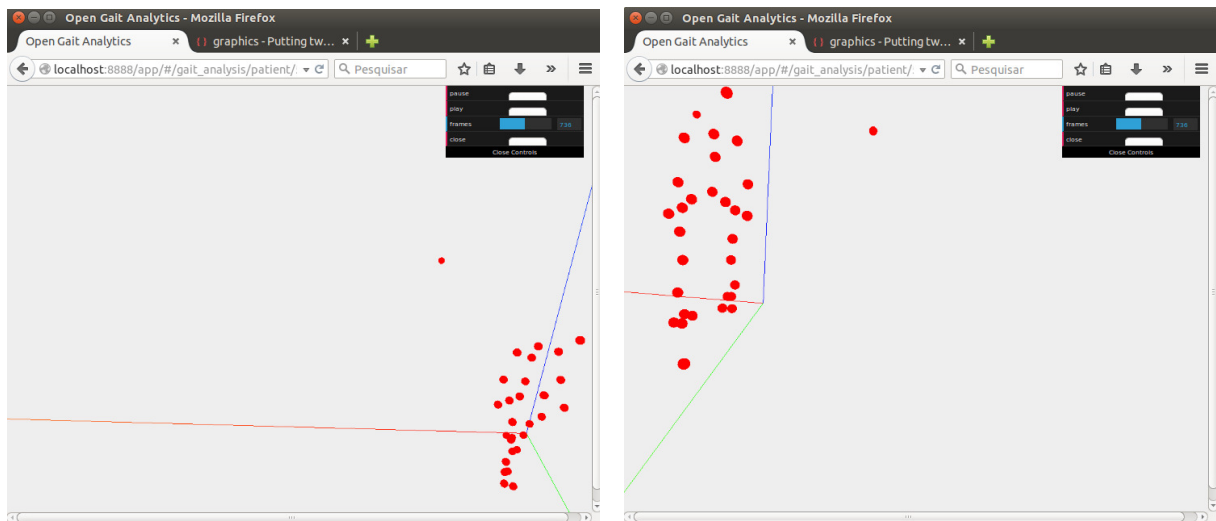 Open Gait Analytics - Mozilla Firefox
Open Gait Analytics × graphics - Putting tw... ×
localhost:8888/app/#/gait_analysis/patient/ Pesquisar
pause
play
frames 738
close
Close Controls
Open Gait Analytics - Mozilla Firefox
Open Gait Analytics × graphics - Putting tw... ×
localhost:8888/app/#/gait_analysis/patient/ Pesquisar
pause
play
frames 738
close
Close Controls